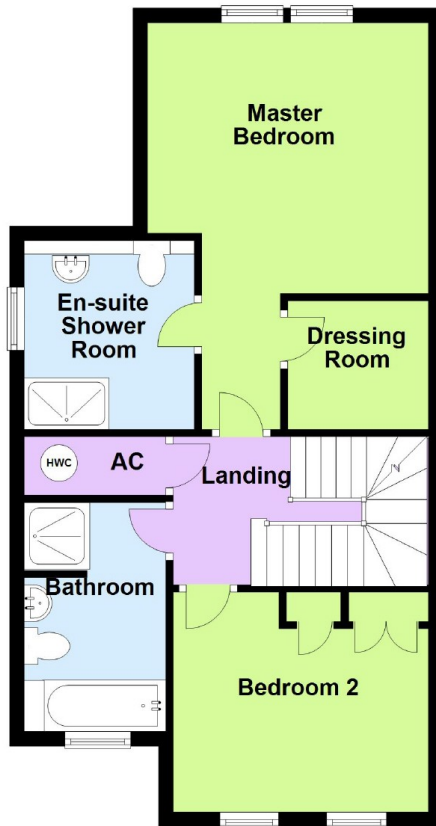 Master
Bedroom
En-suite
Shower
Room
Dressing
Room
HWC
AC
Landing
Bathroom
Bedroom 2